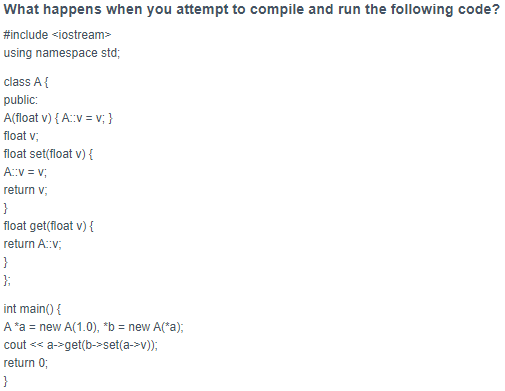 What happens when you attempt to compile and run the following code?
#include <iostream>
using namespace std;
class A {
public:
A(float v) { A::v = v; }
float v;
float set(float v) {
A::v = v;
return v;
}
float get(float v) {
return A::v;
}
};
int main() {
A *a = new A(1.0), *b = new A(*a);
cout << a->get(b->set(a->v));
return 0;
}